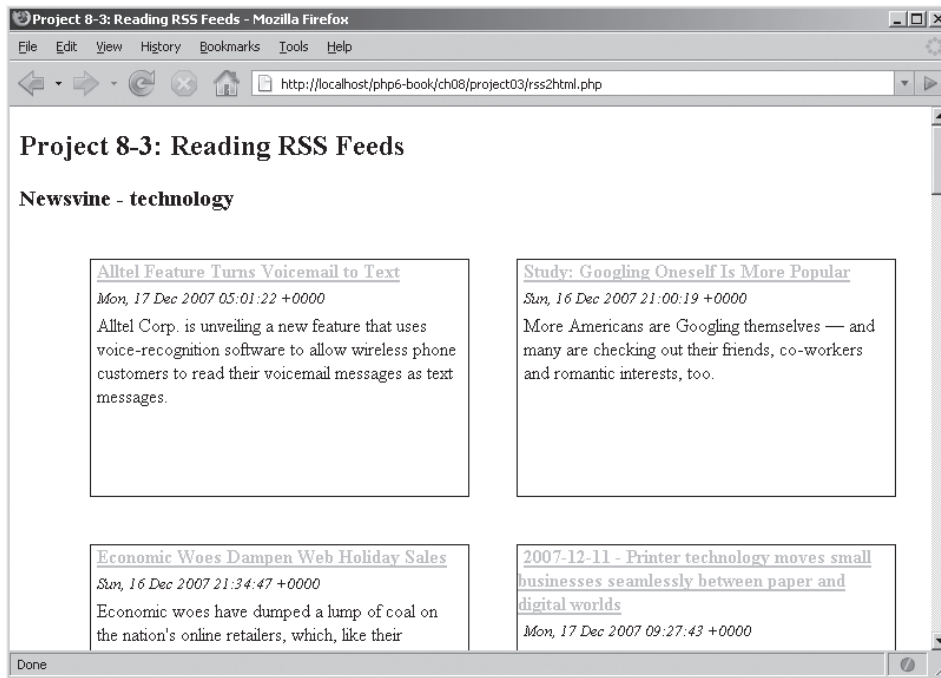 Project 8-3: Reading RSS Feeds - Mozilla Firefox
File Edit View History Bookmarks Tools Help
http://localhost/php6-book/ch08/project03/rss2html.php
Project 8-3: Reading RSS Feeds
Newsvine - technology
Alltel Feature Turns Voicemail to Text
Mon, 17 Dec 2007 05:01:22 +0000
Alltel Corp. is unveiling a new feature that uses
voice-recognition software to allow wireless phone
customers to read their voicemail messages as text
messages.
Study: Googling Oneself Is More Popular
Sun, 16 Dec 2007 21:00:19 +0000
More Americans are Googling themselves — and
many are checking out their friends, co-workers
and romantic interests, too.
Economic Woes Dampen Web Holiday Sales
Sun, 16 Dec 2007 21:34:47 +0000
Economic woes have dumped a lump of coal on
the nation's online retailers, which, like their
2007-12-11 - Printer technology moves small
businesses seamlessly between paper and
digital worlds
Mon, 17 Dec 2007 09:27:43 +0000
Done